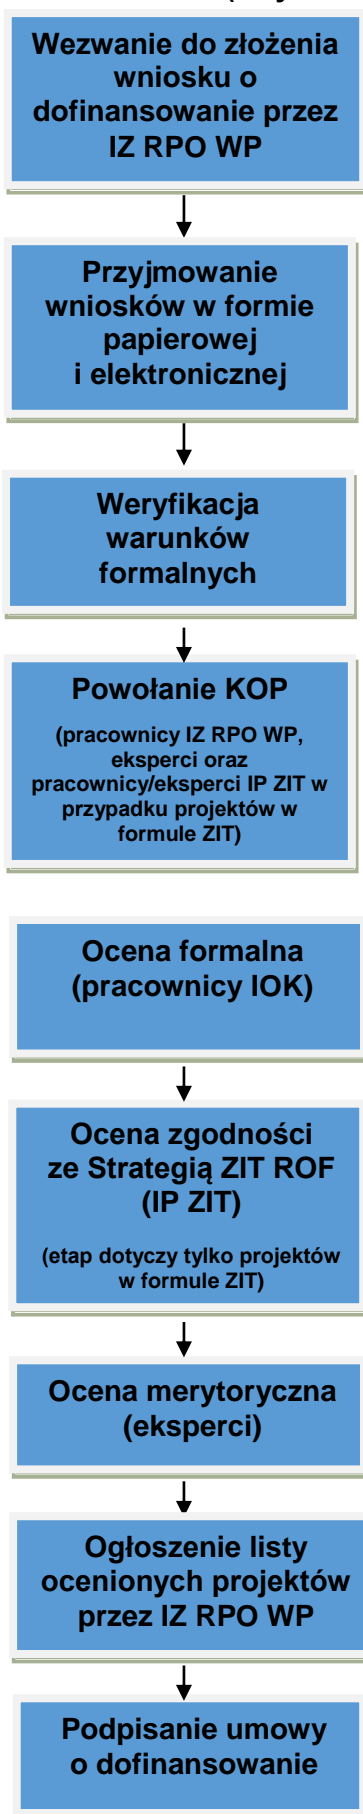 Wezwanie do złożenia
wniosku o
dofinansowanie przez
IZ RPO WP
Przyjmowanie
wniosków w formie
papierowej
i elektronicznej
Weryfikacja
warunków
formalnych
Powołanie KOP
(pracownicy IZ RPO WP,
eksperci oraz
pracownicy/eksperci IP ZIT w
przypadku projektów w
formule ZIT)
Ocena formalna
(pracownicy IOK)
Ocena zgodności
ze Strategią ZIT ROF
(IP ZIT)
(etap dotyczy tylko projektów
w formule ZIT)
Ocena merytoryczna
(eksperci)
Ogłoszenie listy
ocenionych projektów
przez IZ RPO WP
Podpisanie umowy
o dofinansowanie